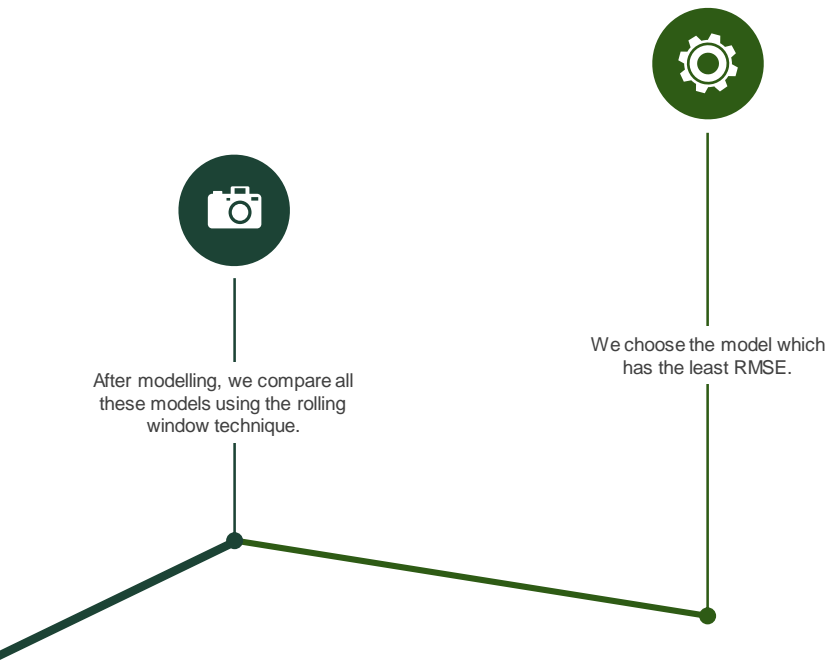 After modelling, we compare all
these models using the rolling
window technique.
We choose the model which
has the least RMSE.